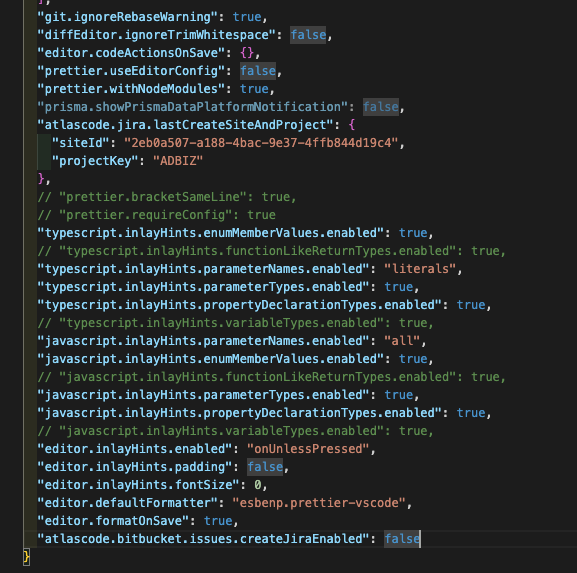 ],
"git.ignoreRebaseWarning": true,
"diffEditor.ignoreTrimWhitespace": false,
"editor.codeActionsOnSave": {},
"prettier.useEditorConfig": false,
"prettier.withNodeModules": true,
"prisma.showPrismaDataPlatformNotification": false,
"atlascode.jira.lastCreateSiteAndProject": {
"siteId": "2eb0a507-a188-4bac-9e37-4ffb844d19c4",
"projectKey": "ADBIZ"
},
// "prettier.bracketSameLine": true,
// "prettier.requireConfig": true
"typescript.inlayHints.enumMemberValues.enabled": true,
// "typescript.inlayHints.functionLikeReturnTypes.enabled": true,
"typescript.inlayHints.parameterNames.enabled": "literals",
"typescript.inlayHints.parameterTypes.enabled": true,
"typescript.inlayHints.propertyDeclarationTypes.enabled": true,
// "typescript.inlayHints.variableTypes.enabled": true,
"javascript.inlayHints.parameterNames.enabled": "all",
"javascript.inlayHints.enumMemberValues.enabled": true,
// "javascript.inlayHints.functionLikeReturnTypes.enabled": true,
"javascript.inlayHints.parameterTypes.enabled": true,
"javascript.inlayHints.propertyDeclarationTypes.enabled": true,
// "javascript.inlayHints.variableTypes.enabled": true,
"editor.inlayHints.enabled": "onUnlessPressed",
"editor.inlayHints.padding": false,
"editor.inlayHints.fontSize": 0,
"editor.defaultFormatter": "esbenp.prettier-vscode",
"editor.formatOnSave": true,
"atlascode.bitbucket.issues.createJiraEnabled": false
}